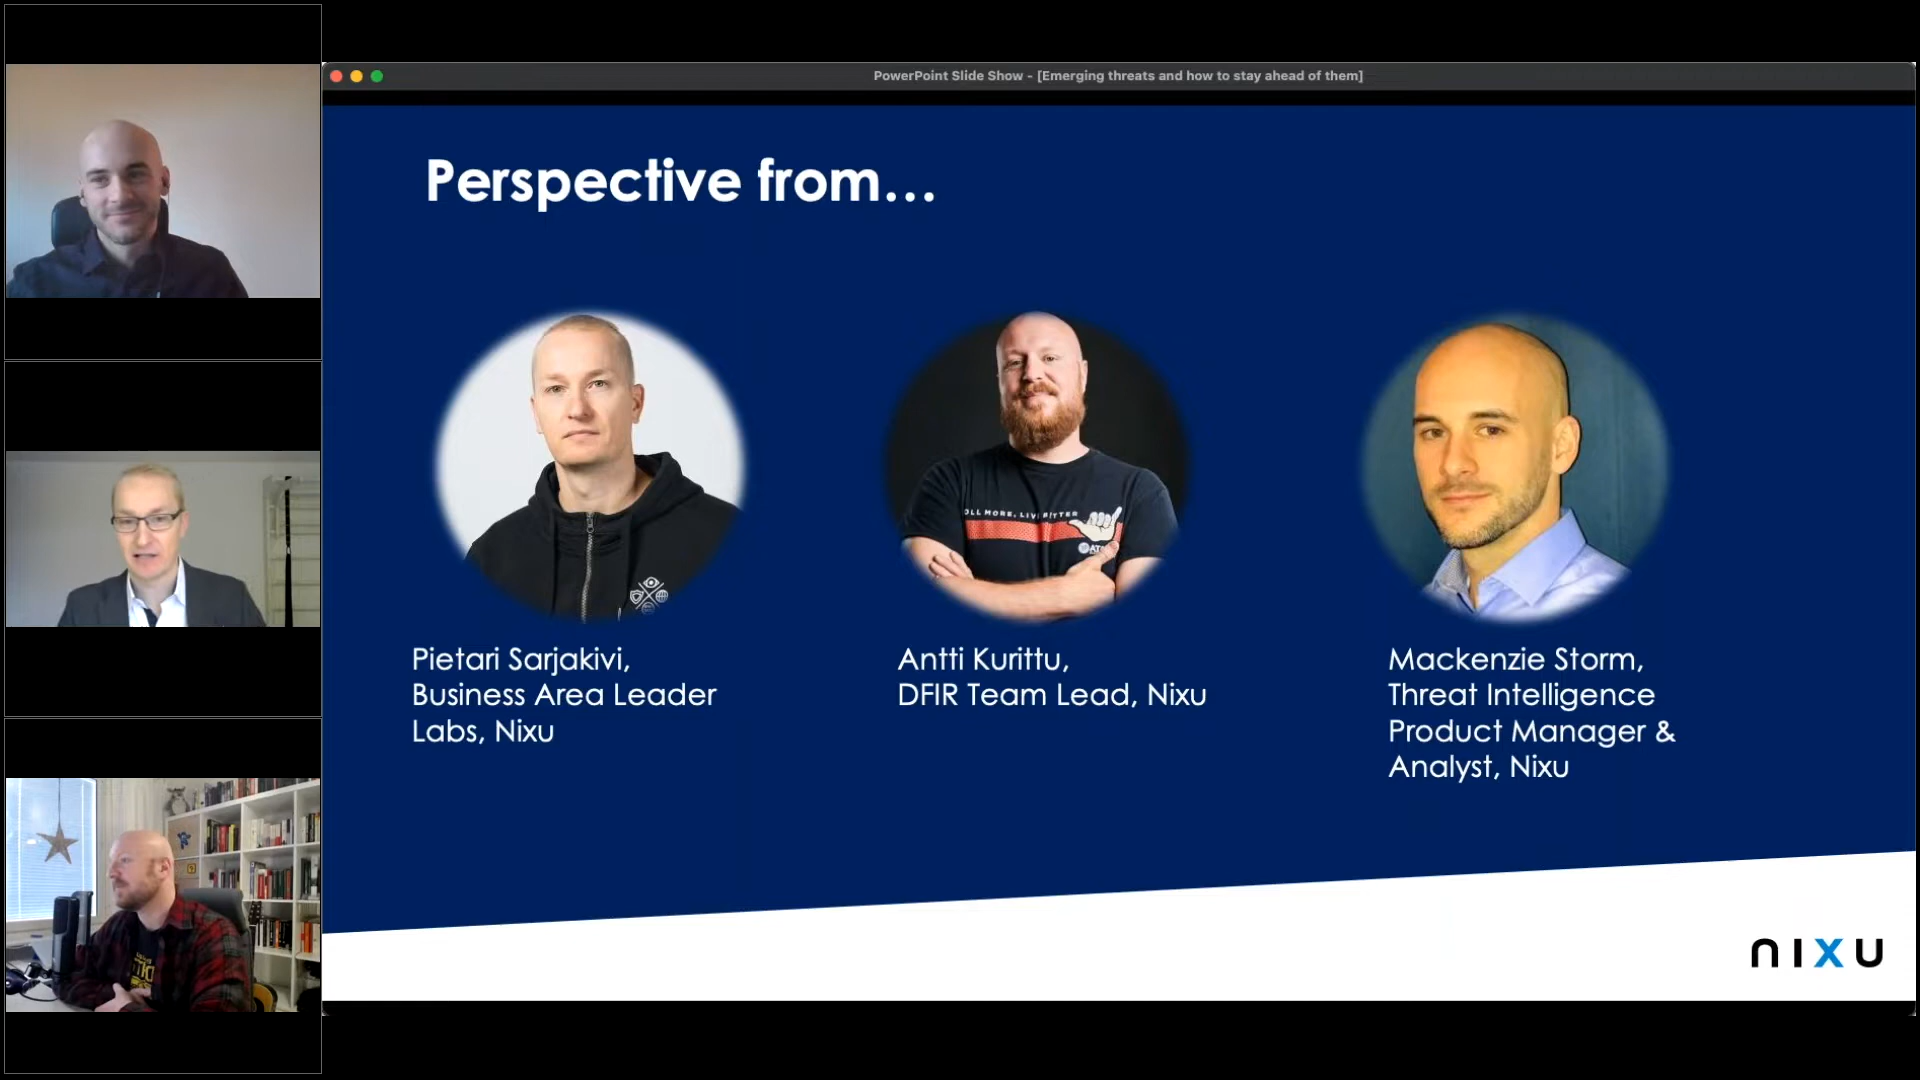 PowerPoint Slide Show - [Emerging threats and how to stay ahead of them]
Perspective from...
Pietari Sarjakivi,
Business Area Leader
Labs, Nixu
Antti Kurittu,
DFIR Team Lead, Nixu
Mackenzie Storm,
Threat Intelligence
Product Manager &
Analyst, Nixu
nixu